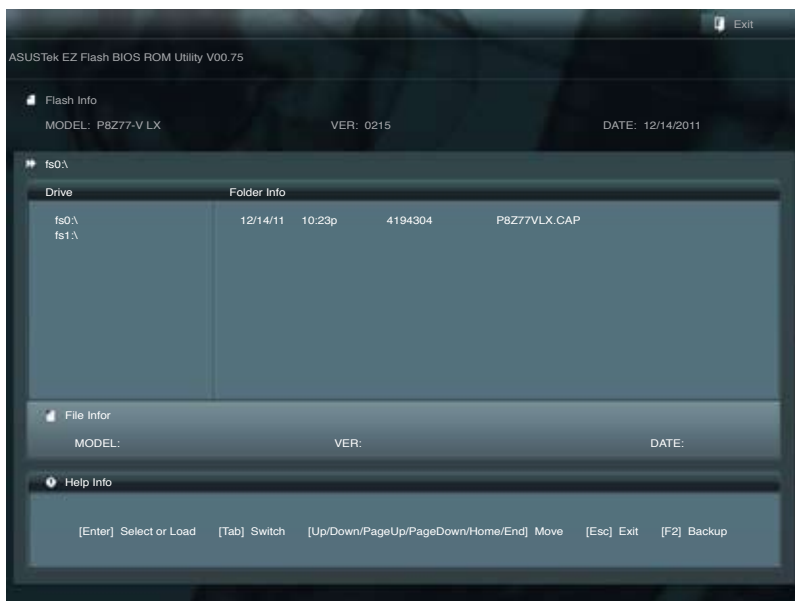 Exit
ASUSTek EZ Flash BIOS ROM Utility V00.75
Flash Info
MODEL: P8Z77-V LX VER: 0215 DATE: 12/14/2011
fs0:\
Drive Folder Info
fs0:\ 12/14/11 10:23p 4194304 P8Z77VLX.CAP
fs1:\
File Infor
MODEL: VER: DATE:
Help Info
[Enter] Select or Load [Tab] Switch [Up/Down/PageUp/PageDown/Home/End] Move [Esc] Exit [F2] Backup